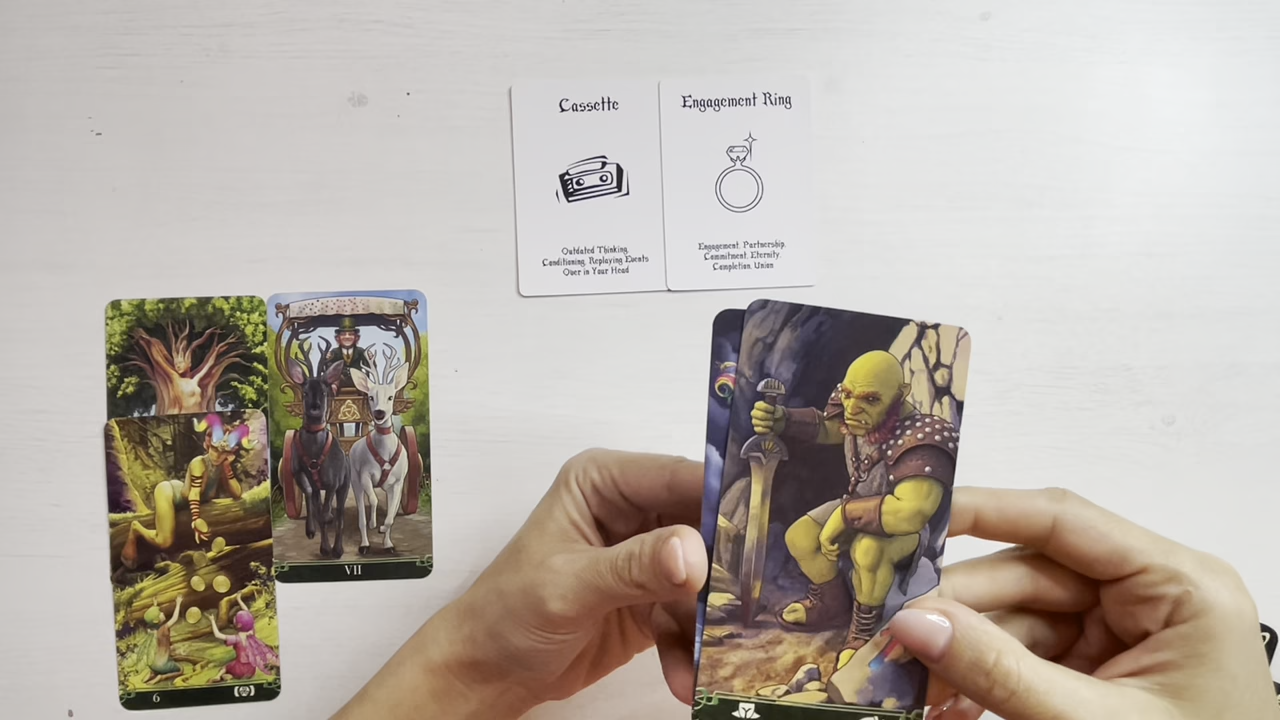 Cassette
Outdated Thinking,
Conditioning, Replaying Events
Over in Your Head
Engagement Ring
Engagement, Partnership,
Commitment, Eternity,
Completion, Union
VII
6